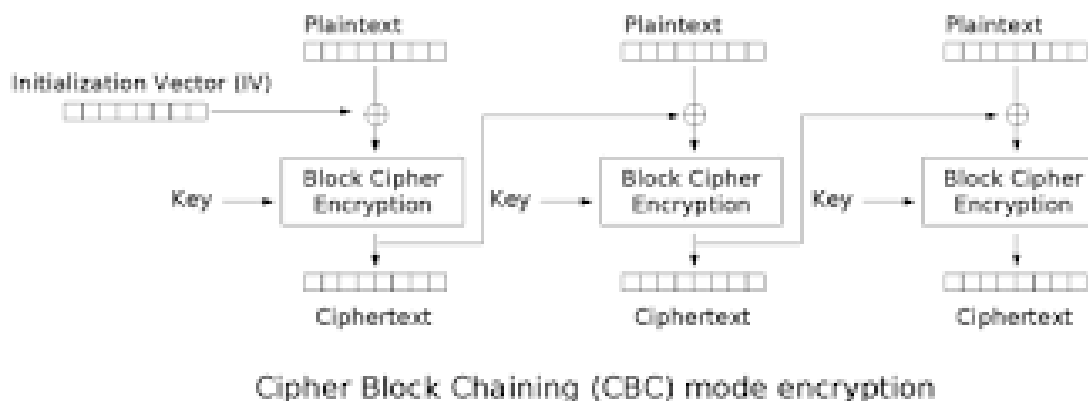 Plaintext
Plaintext
Plaintext
Initialization Vector (IV)
Key
Block Cipher
Encryption
Key
Block Cipher
Encryption
Key
Block Cipher
Encryption
Ciphertext
Ciphertext
Ciphertext
Cipher Block Chaining (CBC) mode encryption